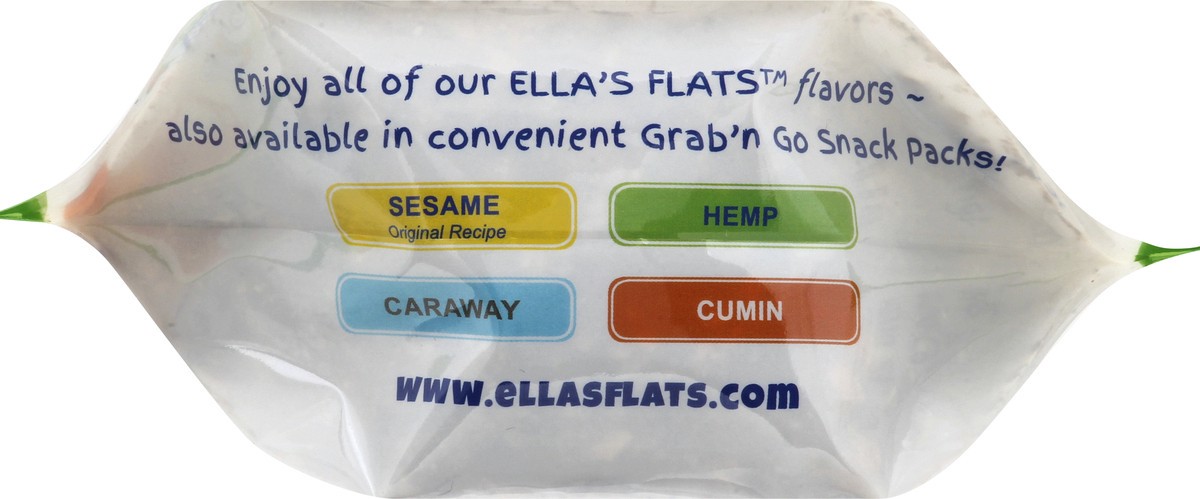 Enjoy all of our ELLA'S FLATS™ flavors ~
also available in convenient Grab'n Go Snack Packs!
SESAME
Original Recipe
HEMP
CARAWAY
CUMIN
www.eLLASFLATS.com